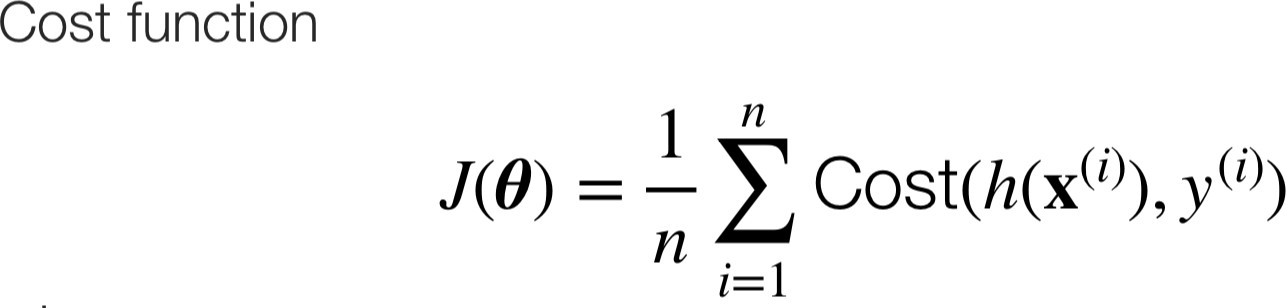 Cost function
J(θ) = 1/n ∑_{i=1}^{n} Cost(h(x^{(i)}), y^{(i)})